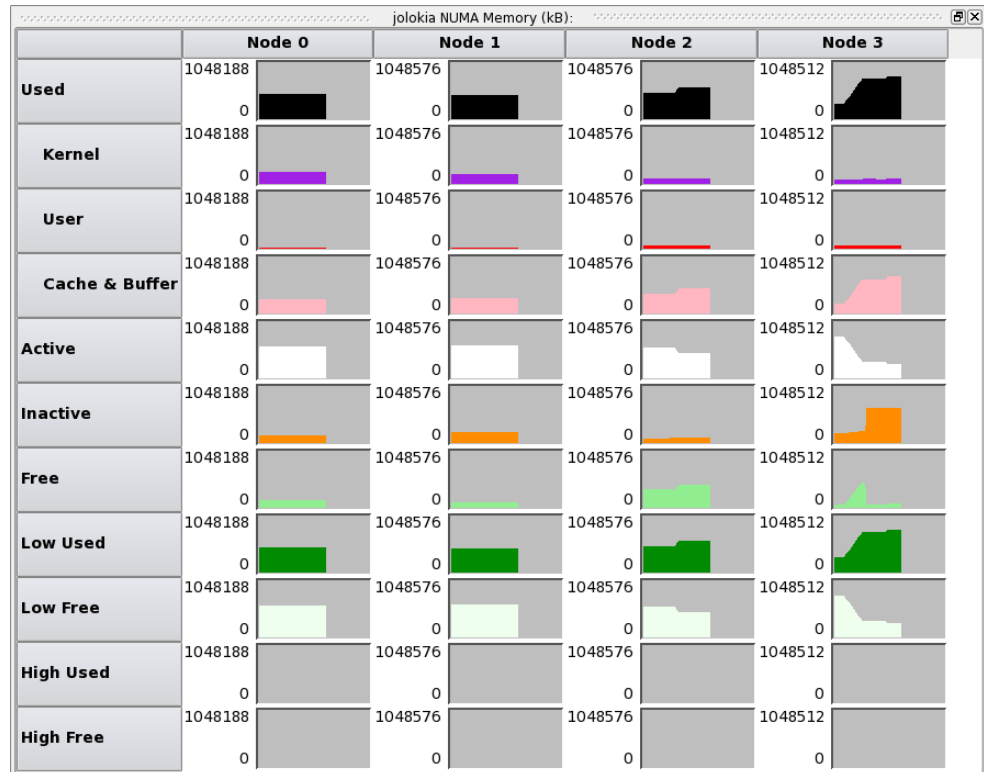 jolokia NUMA Memory (kB):
Node 0 Node 1 Node 2 Node 3
1048188 1048576 1048576 1048512
Used
0 0 0 0
1048188 1048576 1048576 1048512
Kernel
0 0 0 0
1048188 1048576 1048576 1048512
User
0 0 0 0
1048188 1048576 1048576 1048512
Cache & Buffer
0 0 0 0
1048188 1048576 1048576 1048512
Active
0 0 0 0
1048188 1048576 1048576 1048512
Inactive
0 0 0 0
1048188 1048576 1048576 1048512
Free
0 0 0 0
1048188 1048576 1048576 1048512
Low Used
0 0 0 0
1048188 1048576 1048576 1048512
Low Free
0 0 0 0
1048188 1048576 1048576 1048512
High Used
0 0 0 0
1048188 1048576 1048576 1048512
High Free
0 0 0 0